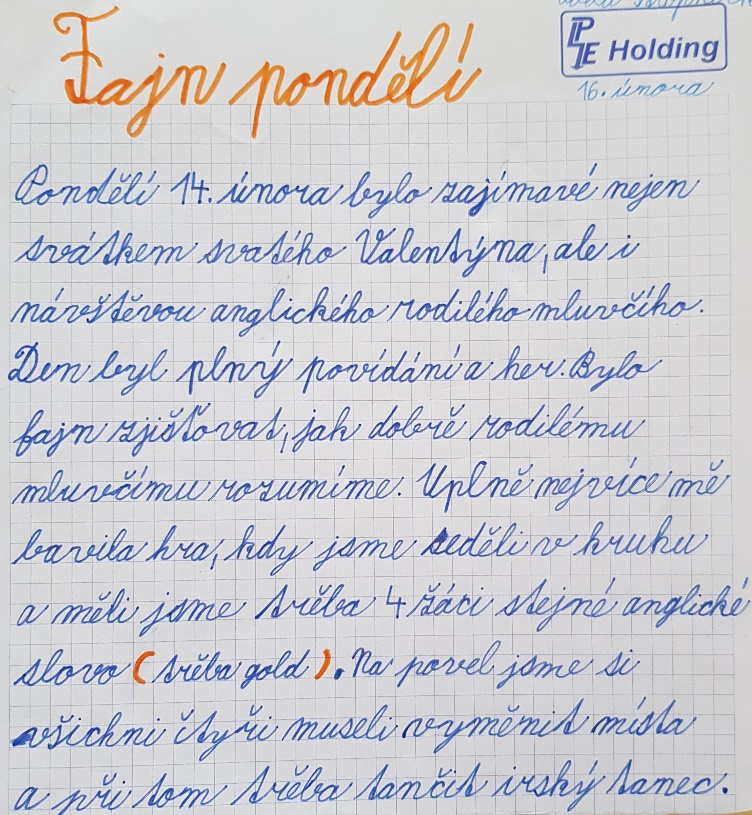 PLE Holding
Fajn pondělí
16. února
Pondělí 14. února bylo zajímavé nejen
svátkem svatého Valentýna, ale i
návštěvou anglického rodilého mluvčího.
Den byl plný povídání a her. Bylo
fajn zjišťovat, jak dobře rodilému
mluvčímu rozumíme. Uplně nejvíce mě
bavila hra, kdy jsme seděli v kruhu
a měli jsme třeba 4 žáci stejné anglické
slovo (třeba gold). Na povel jsme si
všichni čtyři museli vyměnit místa
a při tom třeba tančit irský tanec.